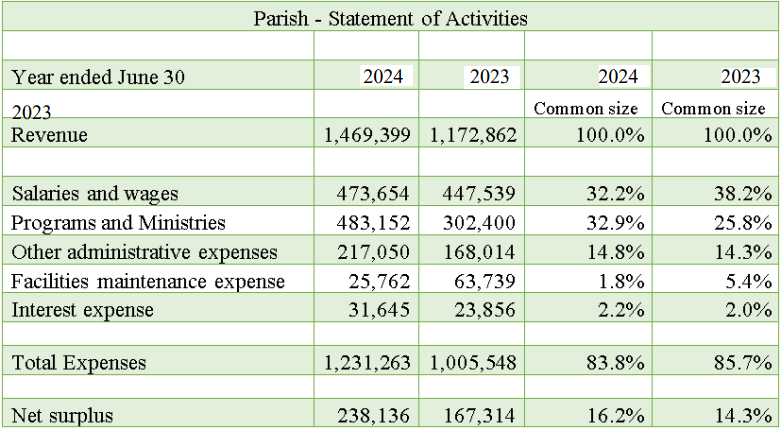 Parish - Statement of Activities
Year ended June 30 2024 2023 2024 2023
2023 Common size Common size
Revenue 1,469,399 1,172,862 100.0% 100.0%
Salaries and wages 473,654 447,539 32.2% 38.2%
Programs and Ministries 483,152 302,400 32.9% 25.8%
Other administrative expenses 217,050 168,014 14.8% 14.3%
Facilities maintenance expense 25,762 63,739 1.8% 5.4%
Interest expense 31,645 23,856 2.2% 2.0%
Total Expenses 1,231,263 1,005,548 83.8% 85.7%
Net surplus 238,136 167,314 16.2% 14.3%